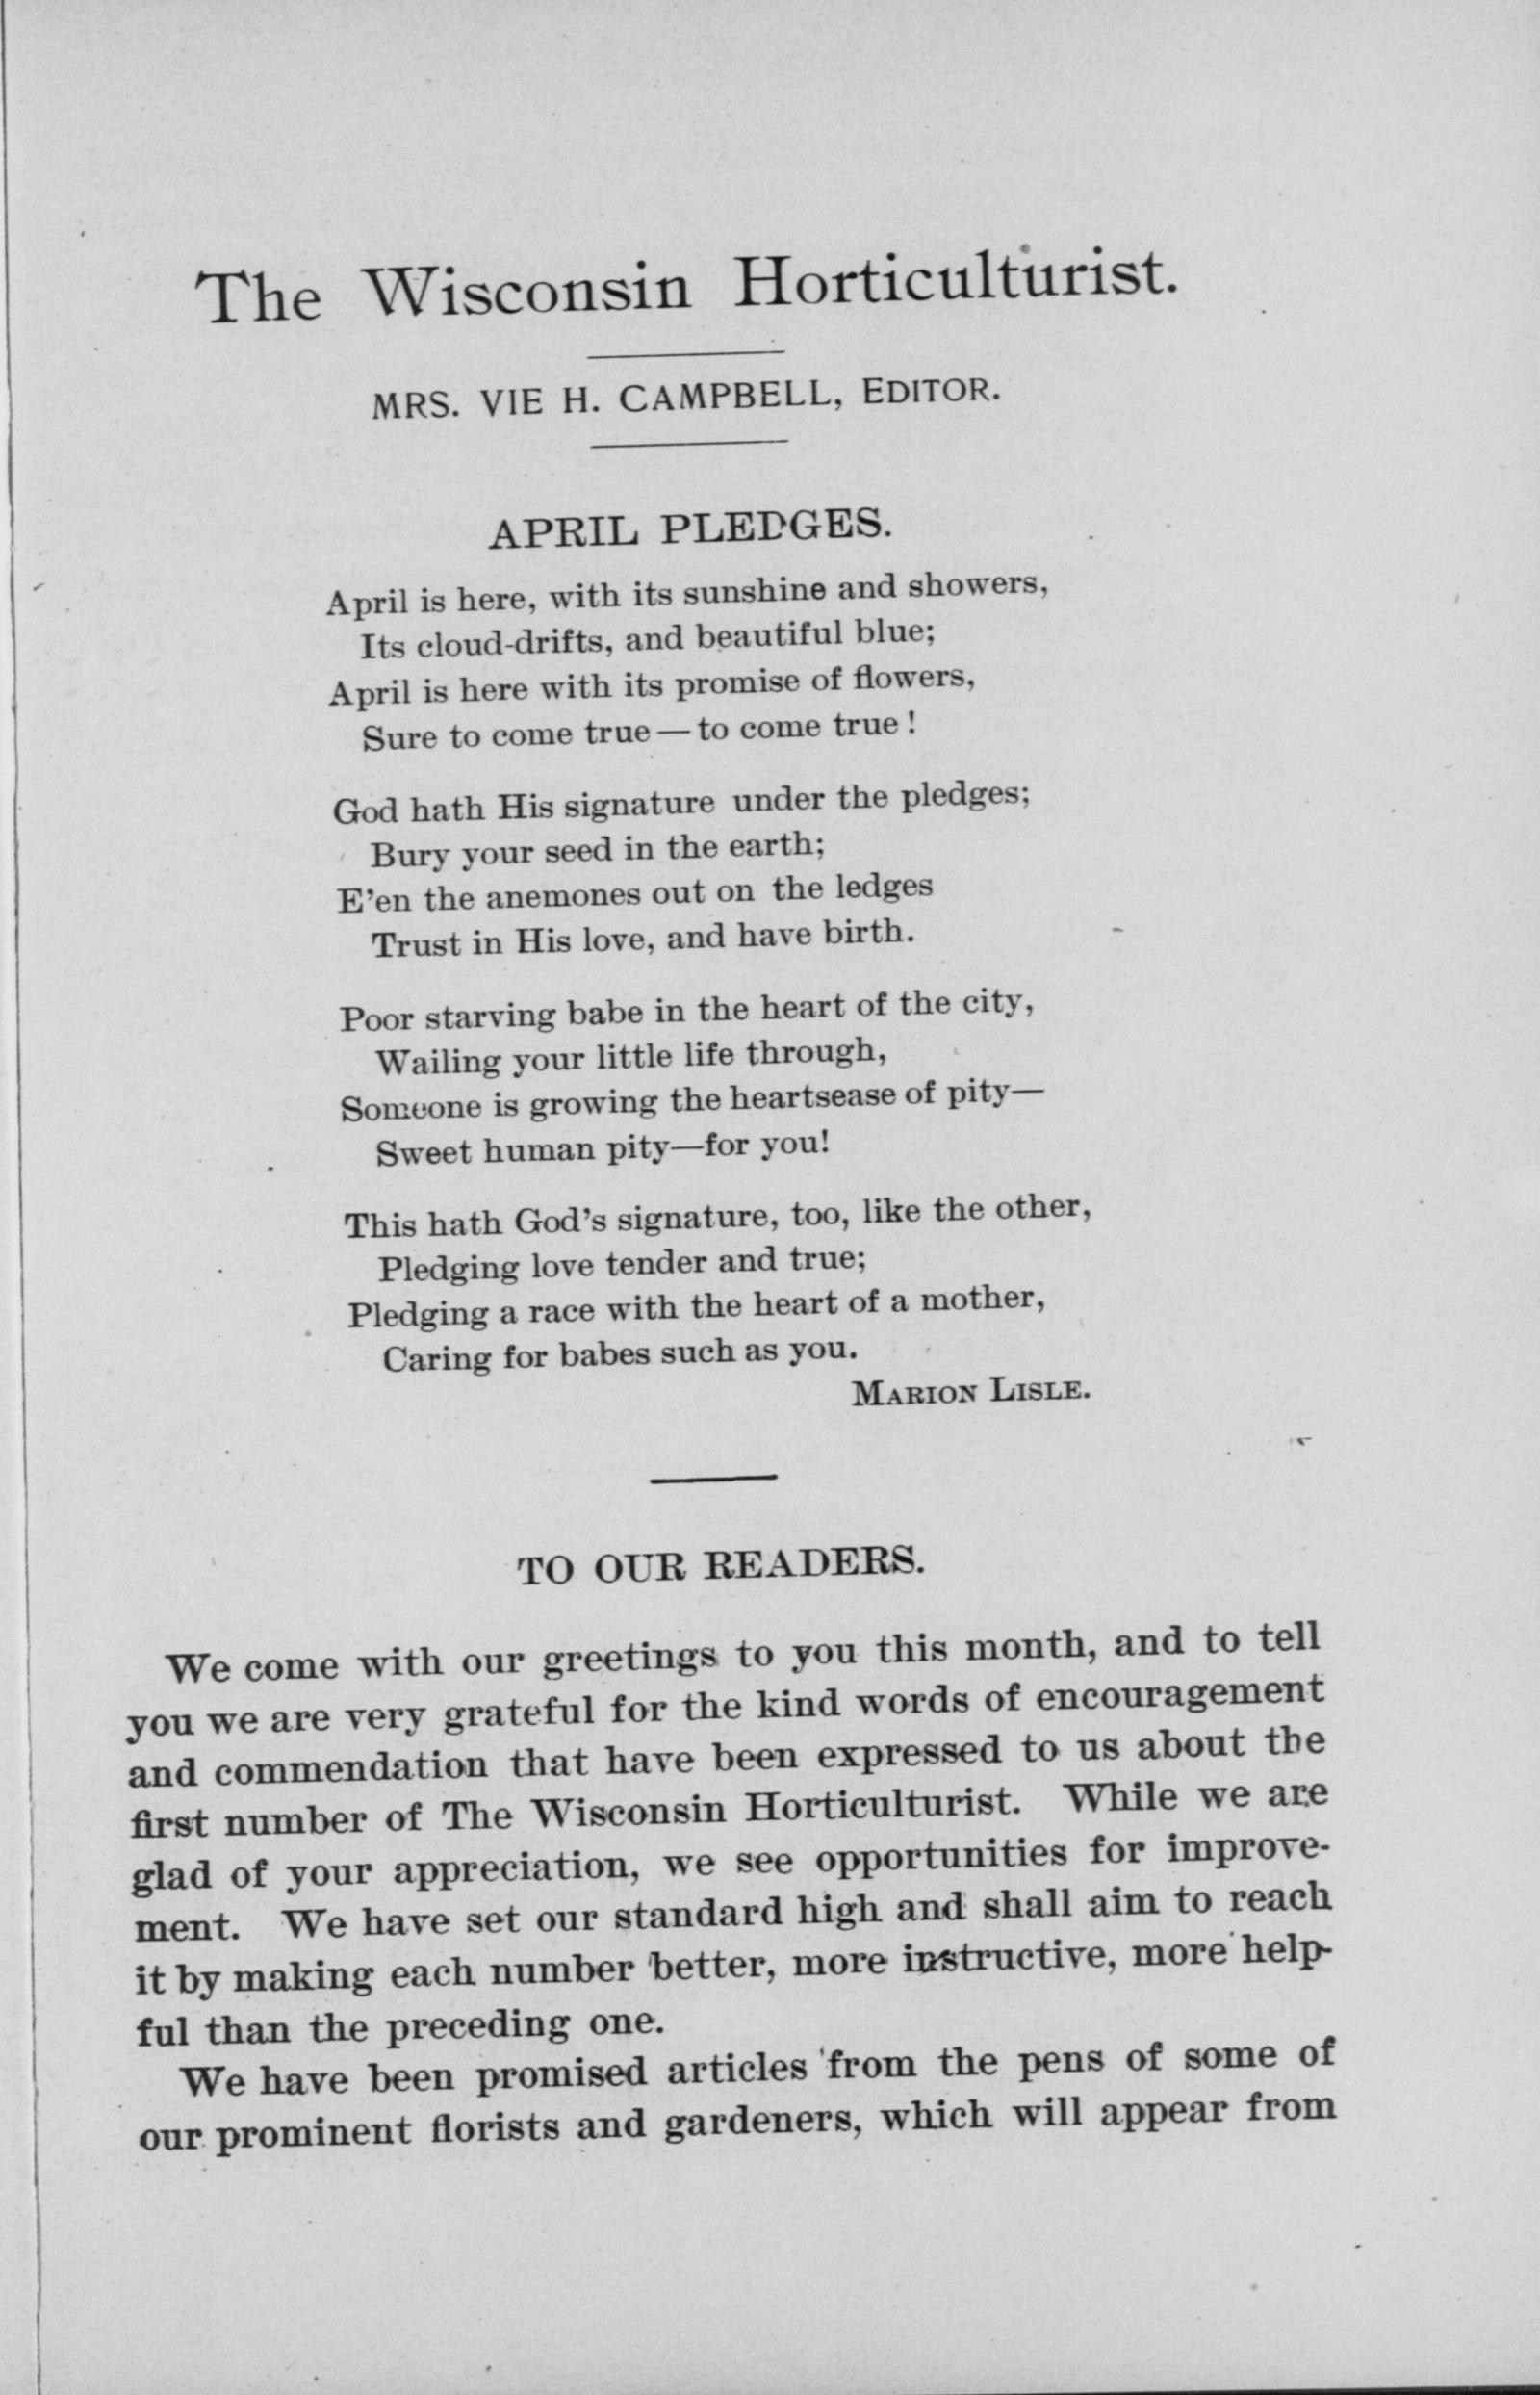 The Wisconsin Horticulturist.
MRS. VIE H. CAMPBELL, EDITOR.
APRIL PLEDGES.
April is here, with its sunshine and showers,
Its cloud-drifts, and beautiful blue;
April is here with its promise of flowers,
Sure to come true — to come true!
God hath His signature under the pledges;
Bury your seed in the earth;
E'en the anemones out on the ledges
Trust in His love, and have birth.
Poor starving babe in the heart of the city,
Wailing your little life through,
Someone is growing the heartsease of pity—
Sweet human pity—for you!
This hath God's signature, too, like the other,
Pledging love tender and true;
Pledging a race with the heart of a mother,
Caring for babes such as you.
MARION LISLE.
TO OUR READERS.
We come with our greetings to you this month, and to tell
you we are very grateful for the kind words of encouragement
and commendation that have been expressed to us about the
first number of The Wisconsin Horticulturist. While we are
glad of your appreciation, we see opportunities for improve-
ment. We have set our standard high and shall aim to reach
it by making each number better, more instructive, more help-
ful than the preceding one.
We have been promised articles from the pens of some of
our prominent florists and gardeners, which will appear from